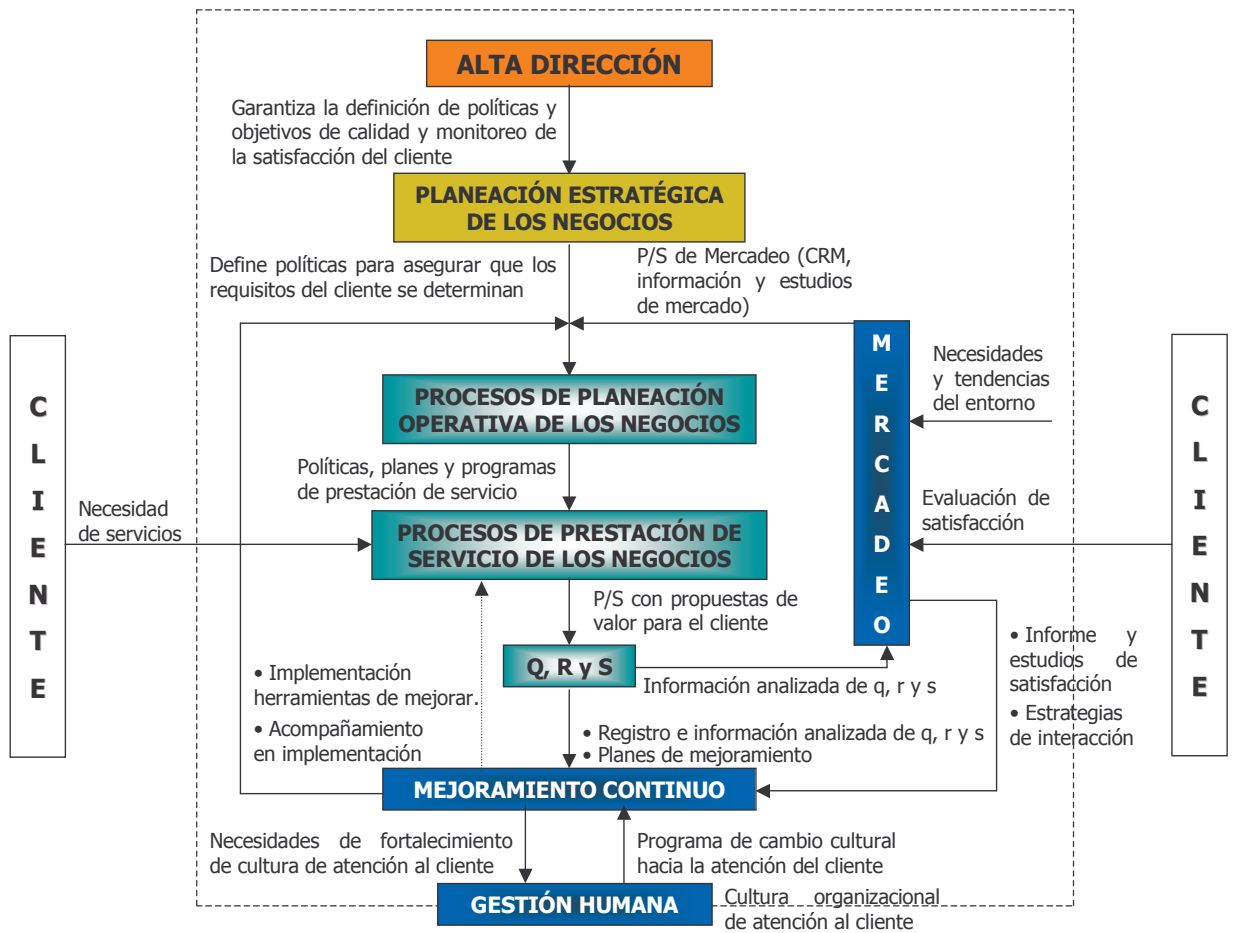 ALTA DIRECCIÓN
Garantiza la definición de políticas y
objetivos de calidad y monitoreo de
la satisfacción del cliente
PLANEACIÓN ESTRATÉGICA
DE LOS NEGOCIOS
Define políticas para asegurar que los
requisitos del cliente se determinan
P/S de Mercadeo (CRM,
información y estudios
de mercado)
CLIENTE
MERCADEO
Necesidades
y tendencias
del entorno
CLIENTE
PROCESOS DE PLANEACIÓN
OPERATIVA DE LOS NEGOCIOS
Políticas, planes y programas
de prestación de servicio
Necesidad
de servicios
Evaluación de
satisfacción
PROCESOS DE PRESTACIÓN DE
SERVICIO DE LOS NEGOCIOS
P/S con propuestas de
valor para el cliente
Q, R y S
Información analizada de q, r y s
• Informe y
estudios de
satisfacción
• Estrategias
de interacción
• Implementación
herramientas de mejorar.
• Acompañamiento
en implementación
• Registro e información analizada de q, r y s
• Planes de mejoramiento
MEJORAMIENTO CONTINUO
Necesidades de fortalecimiento
de cultura de atención al cliente
Programa de cambio cultural
hacia la atención del cliente
GESTIÓN HUMANA
Cultura organizacional
de atención al cliente